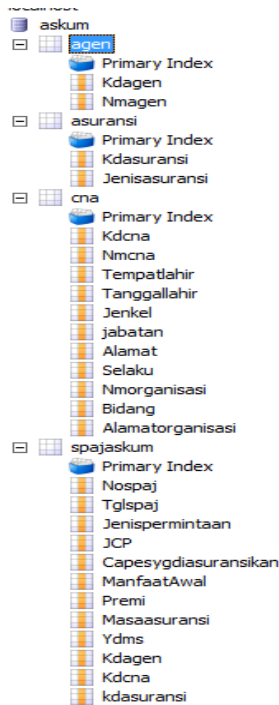 localhost
askum
agen
Primary Index
Kdagen
Nmagen
asuransi
Primary Index
Kdasuransi
Jenisasuransi
cna
Primary Index
Kdcna
Nmcna
Tempatlahir
Tanggallahir
Jenkel
jabatan
Alamat
Selaku
Nmorganisasi
Bidang
Alamatorganisasi
spajaskum
Primary Index
Nospaj
Tglspaj
Jenispermintaan
JCP
Capesygdiasuransikan
ManfaatAwal
Premi
Masaasuransi
Ydms
Kdagen
Kdcna
kdasuransi